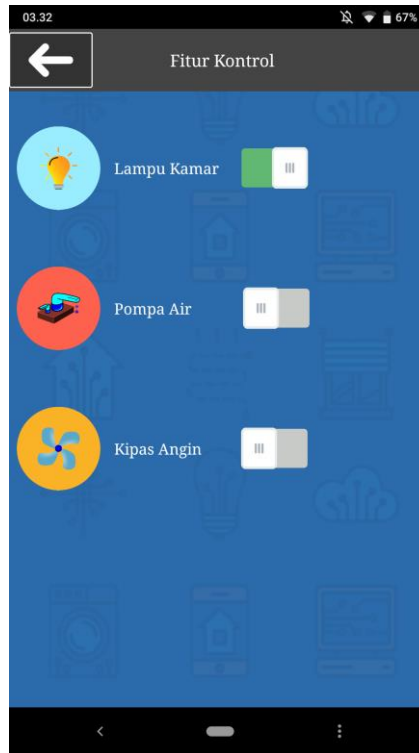 03.32
67%
Fitur Kontrol
Lampu Kamar
Pompa Air
Kipas Angin